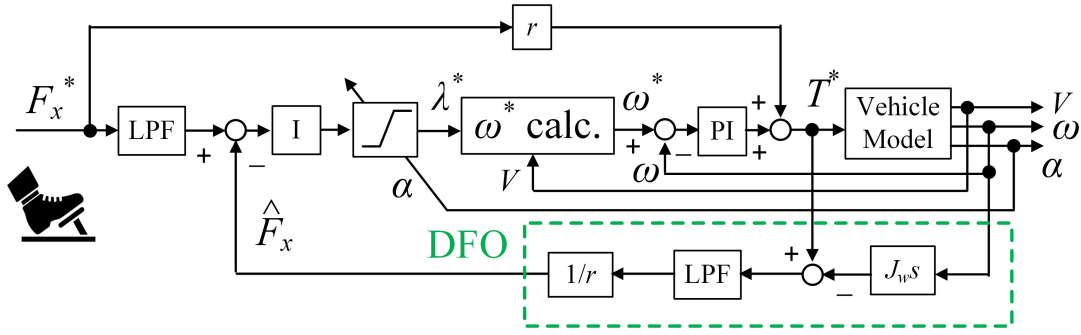 r
F_x^*
LPF
+
−
I
λ^*
ω^* calc.
ω^*
+
−
PI
+
+
T^*
Vehicle
Model
V
ω
α
α
V
ω
F̂_x
DFO
1/r
LPF
+
−
J_w s